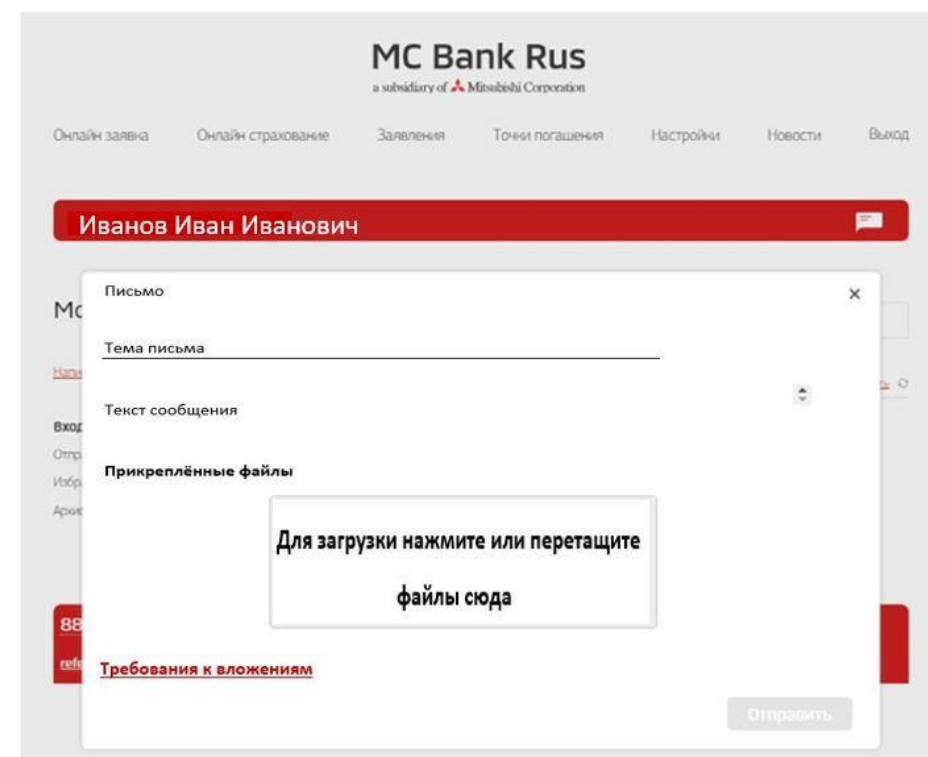 MC Bank Rus
a subsidiary of Mitsubishi Corporation
Онлайн заявка Онлайн страхование Заявления Точки погашения Настройки Новости Выход
Иванов Иван Иванович
Письмо
Тема письма
Текст сообщения
Прикреплённые файлы
Для загрузки нажмите или перетащите
файлы сюда
88
Требования к вложениям
Отправить